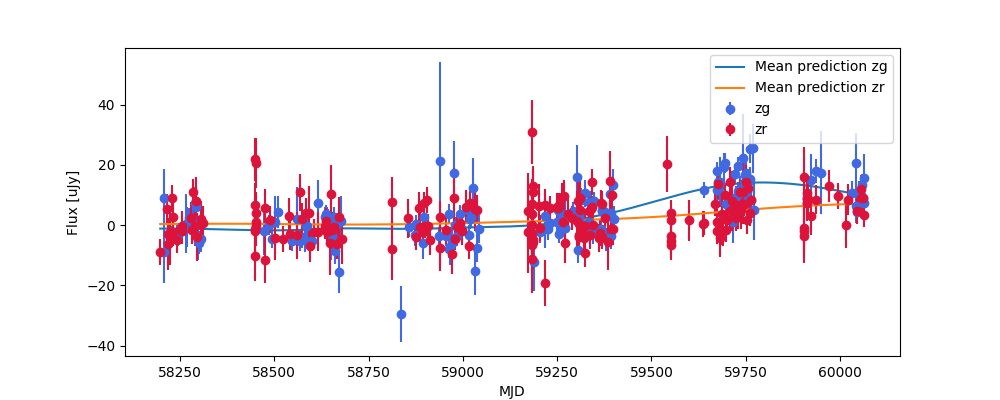 Mean prediction zg
Mean prediction zr
zg
zr
Flux [uJy]
40
20
0
−20
−40
58250
58500
58750
59000
59250
59500
59750
60000
MJD